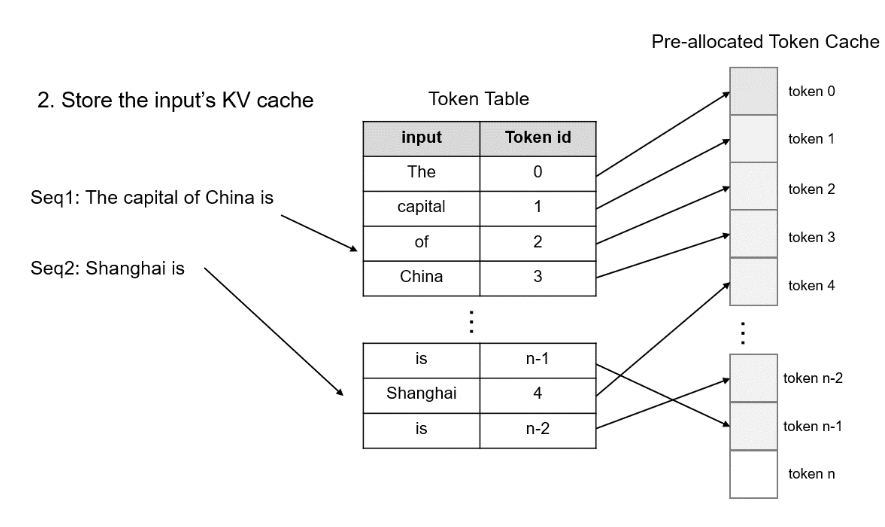 Pre-allocated Token Cache
2. Store the input's KV cache
Token Table
input Token id
The 0
capital 1
of 2
China 3
Seq1: The capital of China is
Seq2: Shanghai is
is n-1
Shanghai 4
is n-2
token 0
token 1
token 2
token 3
token 4
token n-2
token n-1
token n